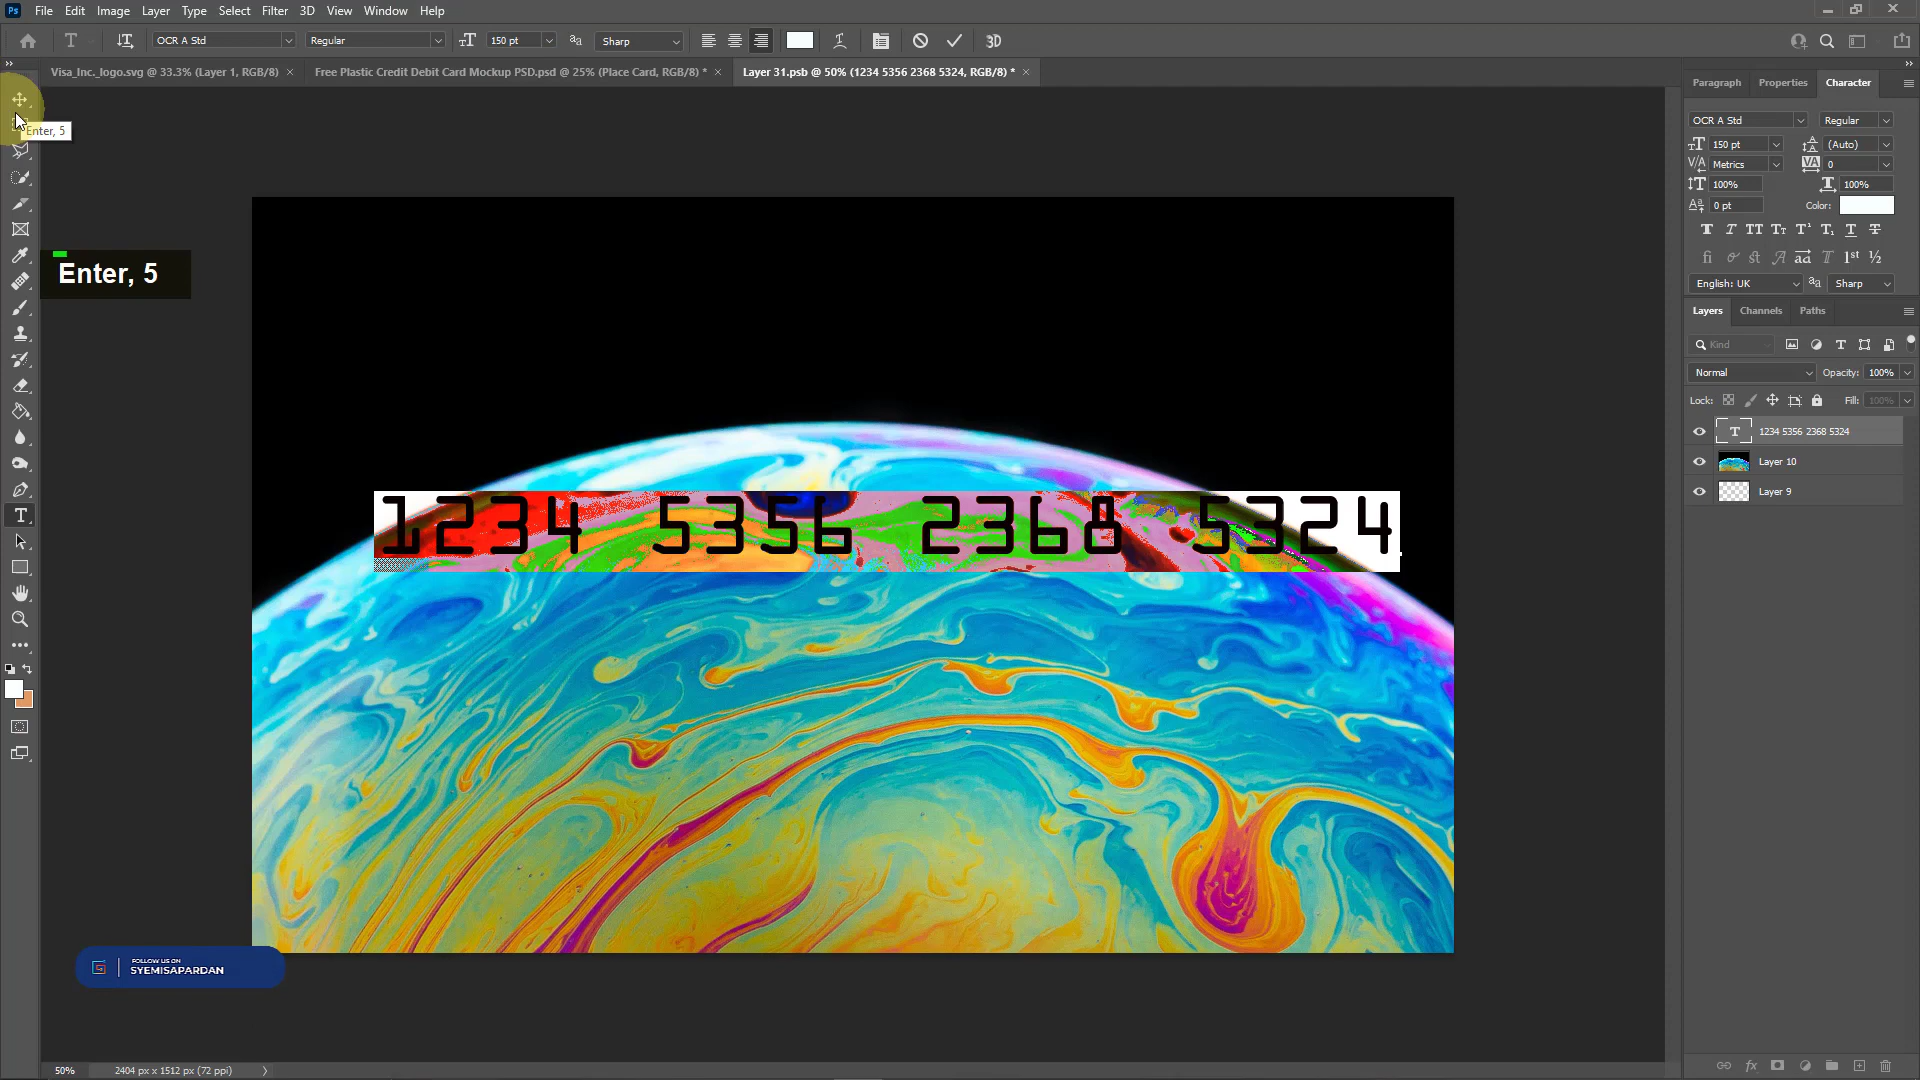 Ps File Edit Image Layer Type Select Filter 3D View Window Help
OCR A Std Regular 150 pt Sharp 3D
Visa_Inc._logo.svg @ 33.3% (Layer 1, RGB/8) × Free Plastic Credit Debit Card Mockup PSD.psd @ 25% (Place Card, RGB/8) * × Layer 31.psb @ 50% (1234 5356 2368 5324, RGB/8) * ×
Enter, 5
Enter, 5
1234 5356 2368 5324
FOLLOW US ON
SYEMISAPARDAN
50% 2404 px x 1512 px (72 ppi)
Paragraph Properties Character
OCR A Std Regular
150 pt (Auto)
Metrics 0
100% 100%
0 pt Color:
English: UK Sharp
Layers Channels Paths
Kind
Normal Opacity: 100%
Lock: Fill: 100%
1234 5356 2368 5324
Layer 10
Layer 9